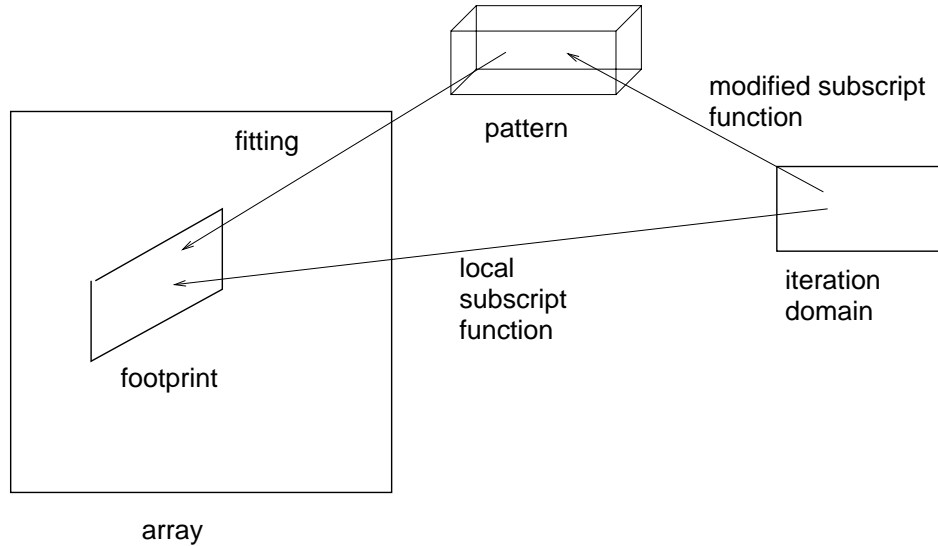 modified subscript
function
pattern
fitting
local
subscript
function
iteration
domain
footprint
array